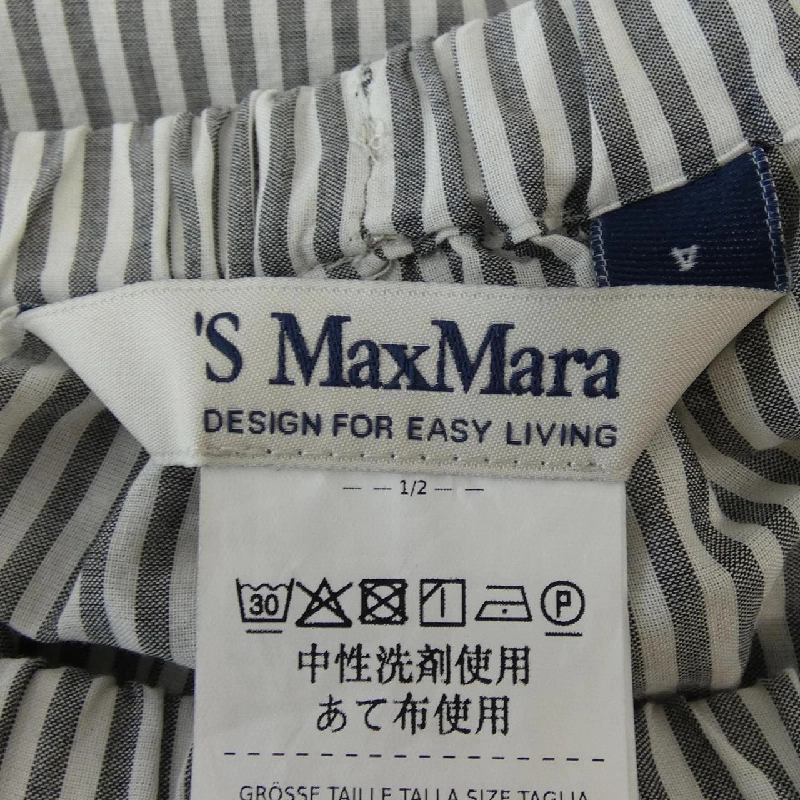 A
'S MaxMara
DESIGN FOR EASY LIVING
— — 1/2 — —
30 P
中性洗剤使用
あて布使用
GRÖSSE TAILLE TALLA SIZE TAGLIA